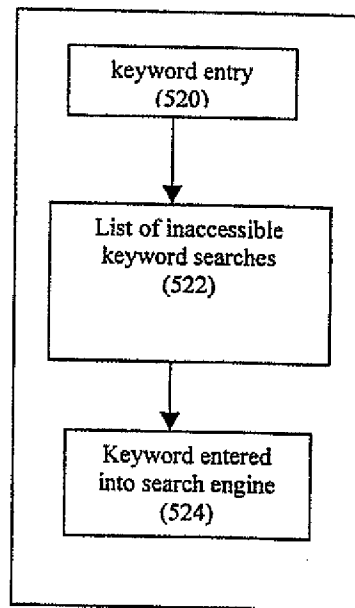 keyword entry
(520)
List of inaccessible
keyword searches
(522)
Keyword entered
into search engine
(524)